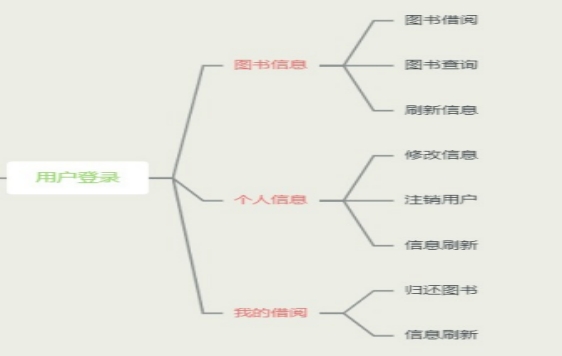 用户登录
图书信息
图书借阅
图书查询
刷新信息
个人信息
修改信息
注销用户
信息刷新
我的借阅
归还图书
信息刷新